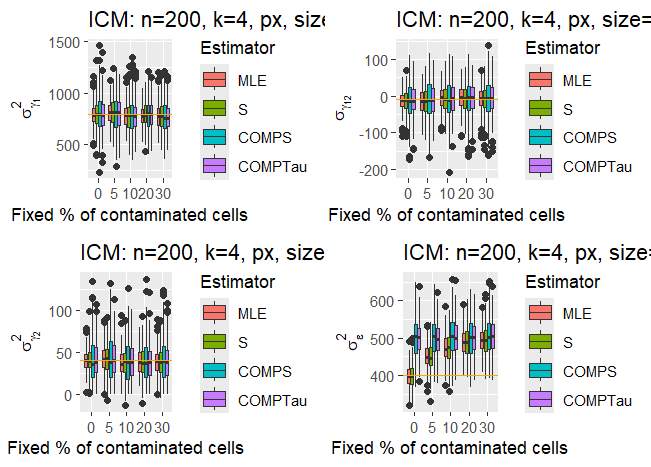 ICM: n=200, k=4, px, size
Estimator
MLE
S
COMPS
COMPTau
σ²γ1
1500
1000
500
0 5 10 20 30
Fixed % of contaminated cells
ICM: n=200, k=4, px, size=
Estimator
MLE
S
COMPS
COMPTau
σγ12
100
0
-100
-200
0 5 10 20 30
Fixed % of contaminated cells
ICM: n=200, k=4, px, size
Estimator
MLE
S
COMPS
COMPTau
σ²γ2
100
50
0
0 5 10 20 30
Fixed % of contaminated cells
ICM: n=200, k=4, px, size=
Estimator
MLE
S
COMPS
COMPTau
σ²ε
600
500
400
0 5 10 20 30
Fixed % of contaminated cells